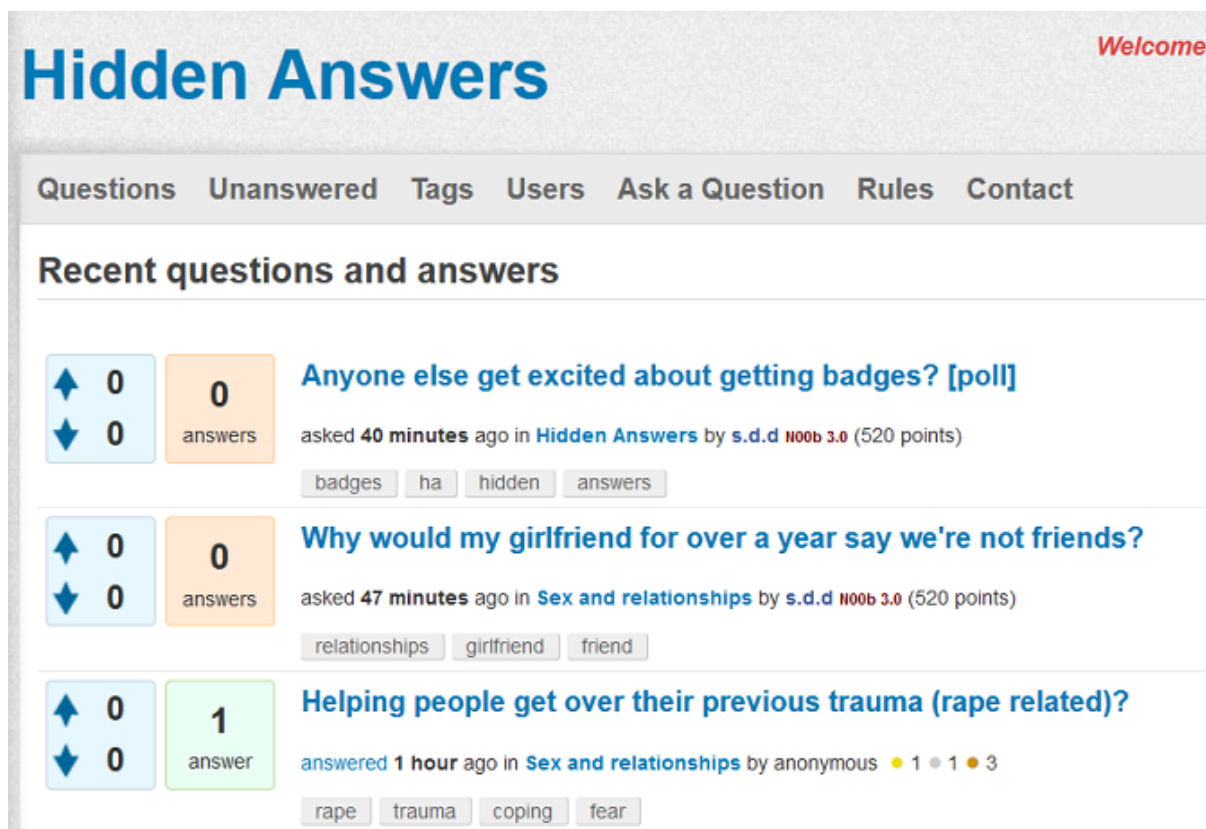 Hidden Answers
Welcome
Questions Unanswered Tags Users Ask a Question Rules Contact
Recent questions and answers
0
0
0
answers
Anyone else get excited about getting badges? [poll]
asked 40 minutes ago in Hidden Answers by s.d.d N00b 3.0 (520 points)
badges ha hidden answers
0
0
0
answers
Why would my girlfriend for over a year say we're not friends?
asked 47 minutes ago in Sex and relationships by s.d.d N00b 3.0 (520 points)
relationships girlfriend friend
0
0
1
answer
Helping people get over their previous trauma (rape related)?
answered 1 hour ago in Sex and relationships by anonymous 1 1 3
rape trauma coping fear